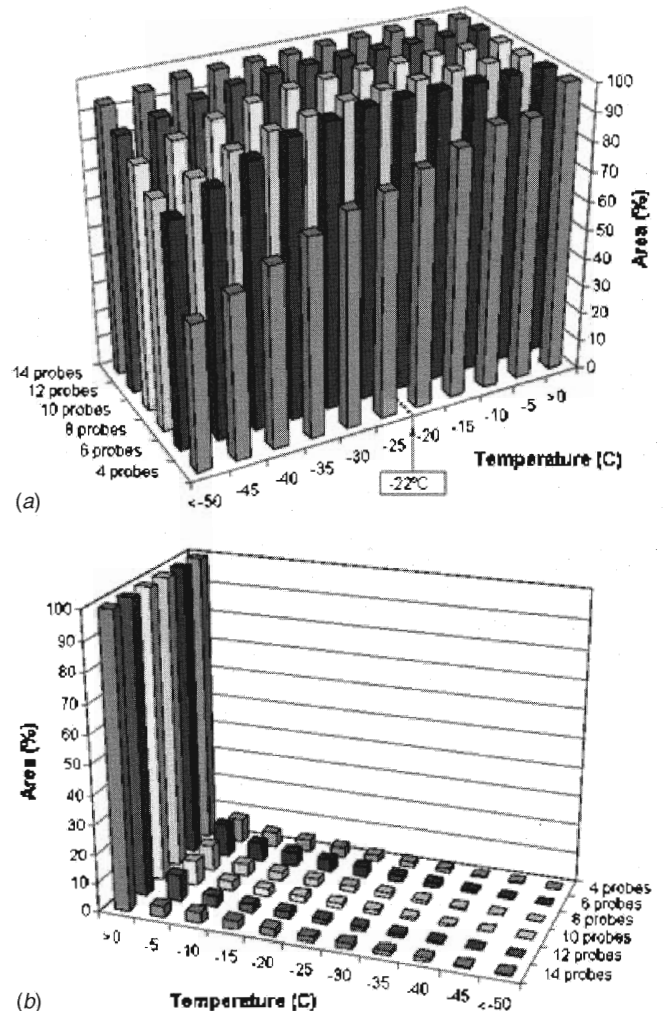 100
90
80
70
60
50
40
30
20
10
0
Area (%)
14 probes
12 probes
10 probes
8 probes
6 probes
4 probes
<-50
-45
-40
-35
-30
-25
-20
-15
-10
-5
>0
Temperature (C)
-22°C
(a)
100
90
80
70
60
50
40
30
20
10
0
Area (%)
4 probes
6 probes
8 probes
10 probes
12 probes
14 probes
>0
-5
-10
-15
-20
-25
-30
-35
-40
-45
<-50
Temperature (C)
(b)